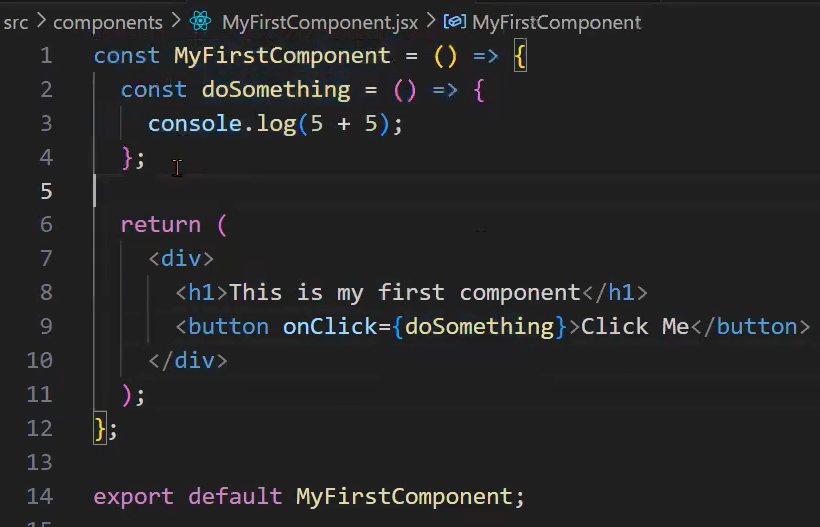 src > components > MyFirstComponent.jsx > MyFirstComponent
1 const MyFirstComponent = () => {
2   const doSomething = () => {
3     console.log(5 + 5);
4   };
5
6   return (
7     <div>
8       <h1>This is my first component</h1>
9       <button onClick={doSomething}>Click Me</button>
10     </div>
11   );
12 };
13
14 export default MyFirstComponent;
15